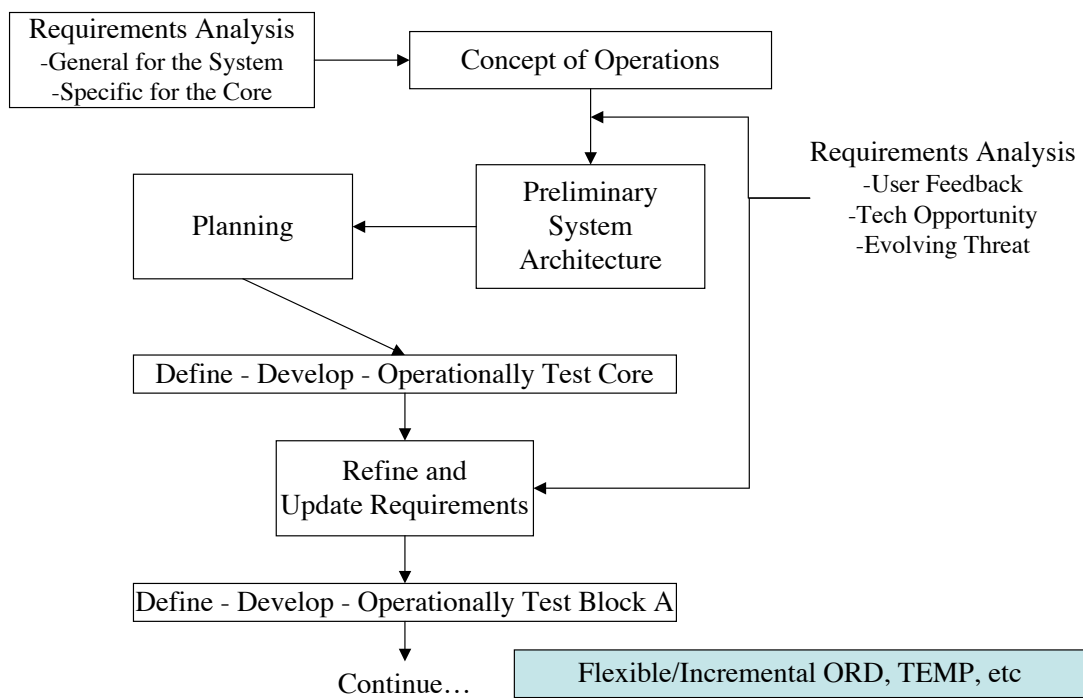 Requirements Analysis
-General for the System
-Specific for the Core
Concept of Operations
Requirements Analysis
-User Feedback
-Tech Opportunity
-Evolving Threat
Preliminary
System
Architecture
Planning
Define - Develop - Operationally Test Core
Refine and
Update Requirements
Define - Develop - Operationally Test Block A
Continue…
Flexible/Incremental ORD, TEMP, etc